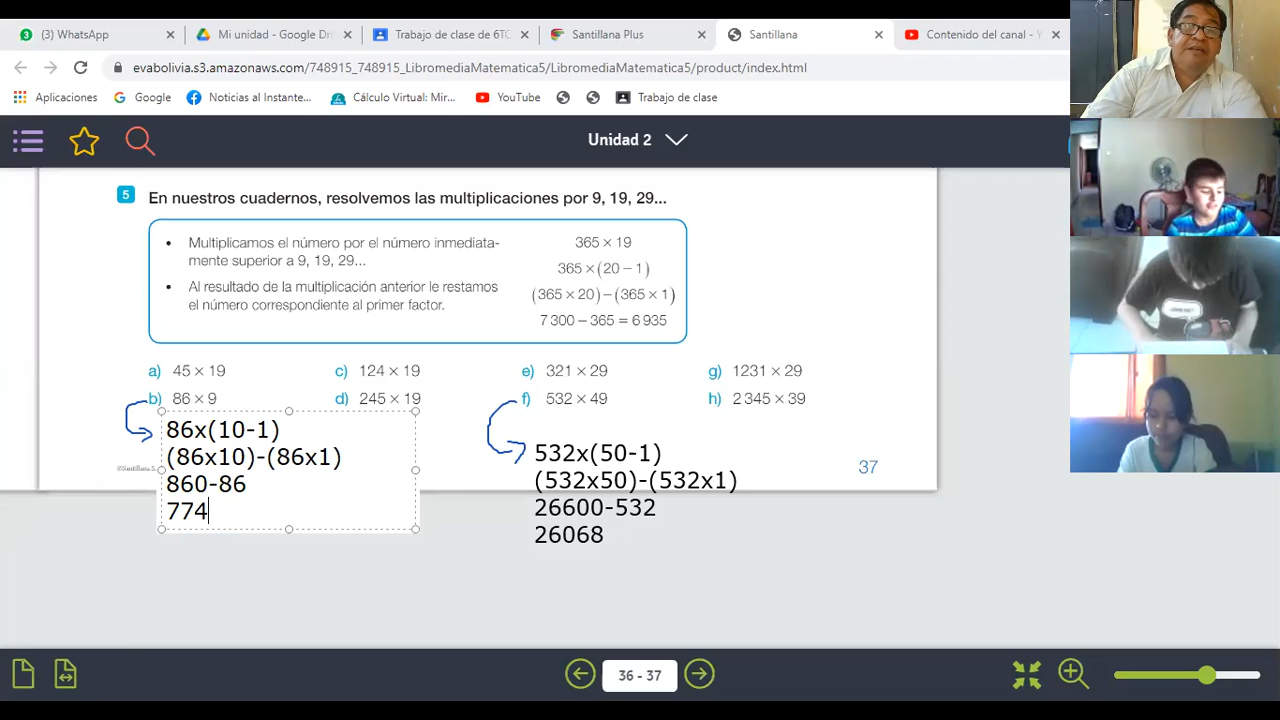 (3) WhatsApp
Mi unidad - Google Dri
Trabajo de clase de 6TO
Santillana Plus
Santillana
Contenido del canal - Y
evabolivia.s3.amazonaws.com/748915_748915_LibromediaMatematica5/LibromediaMatematica5/product/index.html
Aplicaciones
Google
Noticias al Instante...
Cálculo Virtual: Mir...
YouTube
Trabajo de clase
Unidad 2
5 En nuestros cuadernos, resolvemos las multiplicaciones por 9, 19, 29...
• Multiplicamos el número por el número inmediata-
mente superior a 9, 19, 29...
• Al resultado de la multiplicación anterior le restamos
el número correspondiente al primer factor.
365 × 19
365 × (20 − 1)
(365 × 20) − (365 × 1)
7 300 − 365 = 6 935
a) 45 × 19
c) 124 × 19
e) 321 × 29
g) 1231 × 29
b) 86 × 9
d) 245 × 19
f) 532 × 49
h) 2 345 × 39
86x(10-1)
(86x10)-(86x1)
860-86
774
532x(50-1)
(532x50)-(532x1)
26600-532
26068
©Santillana S.
37
36 - 37